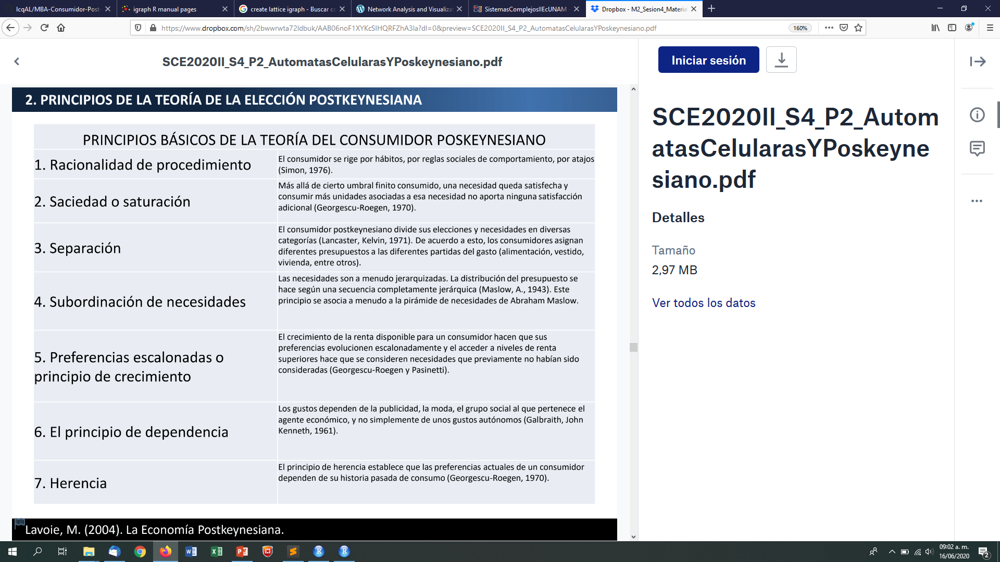 IcqAL/MBA-Consumidor-Post-
igraph R manual pages
create lattice igraph - Buscar co
Network Analysis and Visualiza
SistemasComplejosIIEcUNAM
Dropbox - M2_Sesion4_Materia
https://www.dropbox.com/sh/2bwwrwta72ldbuk/AAB06noF1XYKcSIHQRFZhA3Ia?dl=0&preview=SCE2020II_S4_P2_AutomatasCelularasYPoskeynesiano.pdf
160%
SCE2020II_S4_P2_AutomatasCelularasYPoskeynesiano.pdf
2. PRINCIPIOS DE LA TEORÍA DE LA ELECCIÓN POSTKEYNESIANA
PRINCIPIOS BÁSICOS DE LA TEORÍA DEL CONSUMIDOR POSKEYNESIANO
1. Racionalidad de procedimiento
El consumidor se rige por hábitos, por reglas sociales de comportamiento, por atajos
(Simon, 1976).
2. Saciedad o saturación
Más allá de cierto umbral finito consumido, una necesidad queda satisfecha y
consumir más unidades asociadas a esa necesidad no aporta ninguna satisfacción
adicional (Georgescu-Roegen, 1970).
3. Separación
El consumidor postkeynesiano divide sus elecciones y necesidades en diversas
categorías (Lancaster, Kelvin, 1971). De acuerdo a esto, los consumidores asignan
diferentes presupuestos a las diferentes partidas del gasto (alimentación, vestido,
vivienda, entre otros).
4. Subordinación de necesidades
Las necesidades son a menudo jerarquizadas. La distribución del presupuesto se
hace según una secuencia completamente jerárquica (Maslow, A., 1943). Este
principio se asocia a menudo a la pirámide de necesidades de Abraham Maslow.
5. Preferencias escalonadas o
principio de crecimiento
El crecimiento de la renta disponible para un consumidor hacen que sus
preferencias evolucionen escalonadamente y el acceder a niveles de renta
superiores hace que se consideren necesidades que previamente no habían sido
consideradas (Georgescu-Roegen y Pasinetti).
6. El principio de dependencia
Los gustos dependen de la publicidad, la moda, el grupo social al que pertenece el
agente económico, y no simplemente de unos gustos autónomos (Galbraith, John
Kenneth, 1961).
7. Herencia
El principio de herencia establece que las preferencias actuales de un consumidor
dependen de su historia pasada de consumo (Georgescu-Roegen, 1970).
Lavoie, M. (2004). La Economía Postkeynesiana.
Iniciar sesión
SCE2020II_S4_P2_Autom
atasCelularasYPoskeyne
siano.pdf
Detalles
Tamaño
2,97 MB
Ver todos los datos
09:02 a. m.
16/06/2020
2